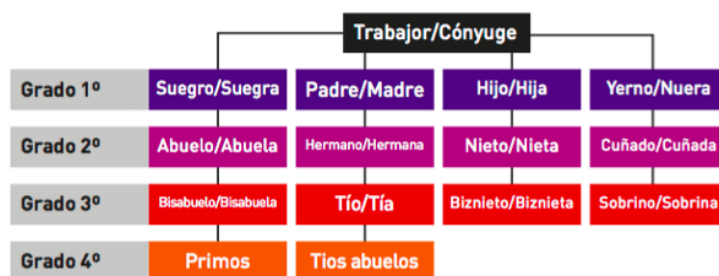 Trabajor/Cónyuge
Grado 1º Suegro/Suegra Padre/Madre Hijo/Hija Yerno/Nuera
Grado 2º Abuelo/Abuela Hermano/Hermana Nieto/Nieta Cuñado/Cuñada
Grado 3º Bisabuelo/Bisabuela Tío/Tía Biznieto/Biznieta Sobrino/Sobrina
Grado 4º Primos Tios abuelos